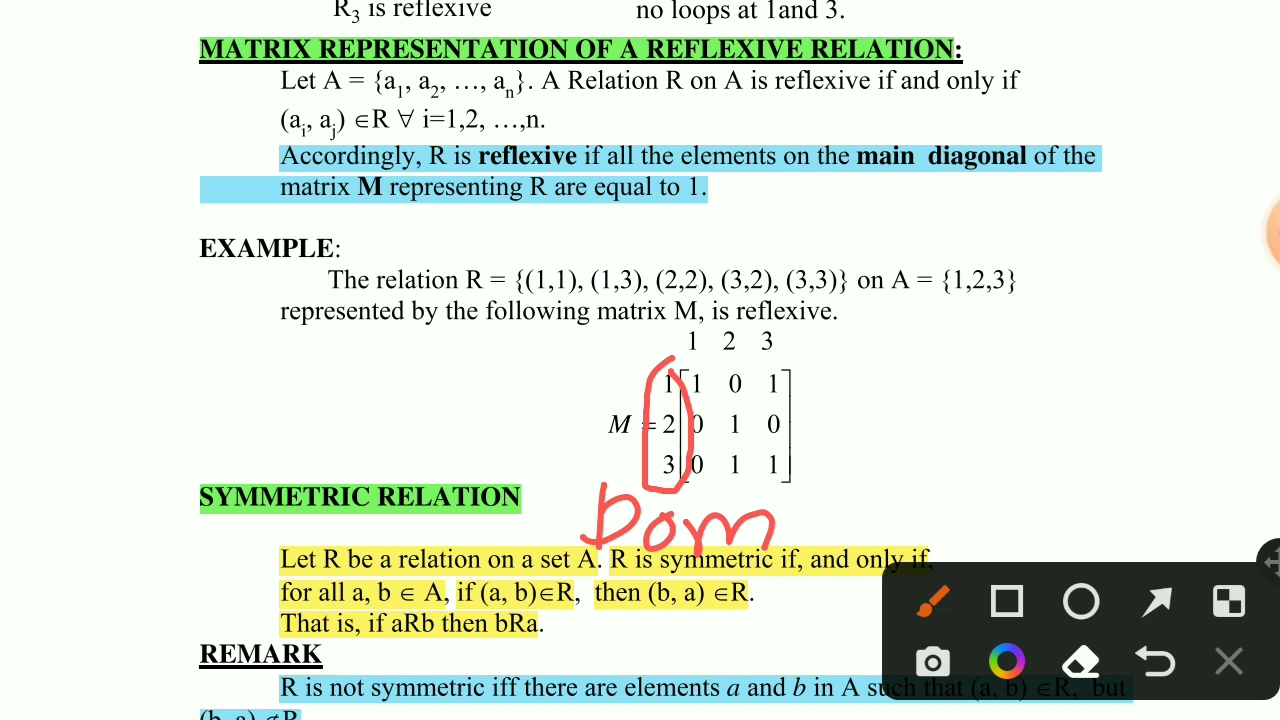 R3 is reflexive no loops at 1and 3.
MATRIX REPRESENTATION OF A REFLEXIVE RELATION:
Let A = {a1, a2, …, an}. A Relation R on A is reflexive if and only if
(ai, aj) ∈R ∀ i=1,2, …,n.
Accordingly, R is reflexive if all the elements on the main diagonal of the
matrix M representing R are equal to 1.
EXAMPLE:
The relation R = {(1,1), (1,3), (2,2), (3,2), (3,3)} on A = {1,2,3}
represented by the following matrix M, is reflexive.
1 2 3
1 1 0 1
M = 2 0 1 0
3 0 1 1
Dom
SYMMETRIC RELATION
Let R be a relation on a set A. R is symmetric if, and only if,
for all a, b ∈ A, if (a, b)∈R, then (b, a) ∈R.
That is, if aRb then bRa.
REMARK
R is not symmetric iff there are elements a and b in A such that (a, b) ∈R, but
(b, a) ∉R